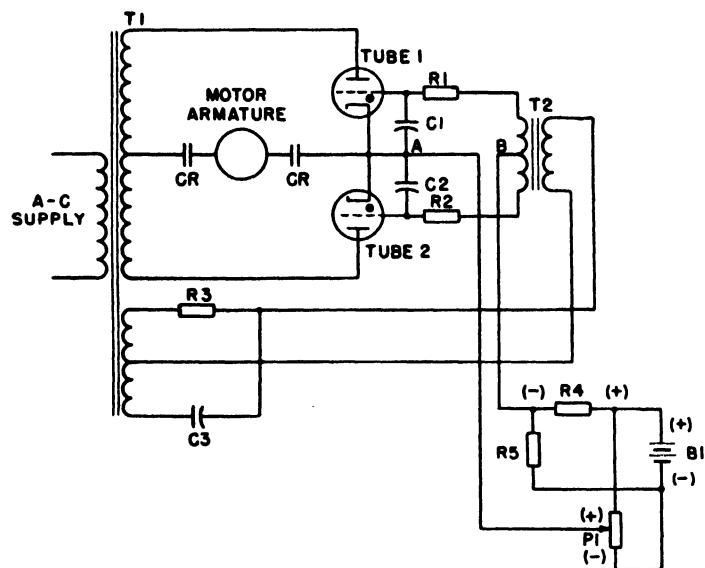 T1
TUBE 1
R1
T2
MOTOR
ARMATURE
C1
A
B
CR
CR
C2
A-C
SUPPLY
R2
TUBE 2
R3
C3
(-)
R4
(+)
(+)
R5
B1
(-)
(+)
P1
(-)